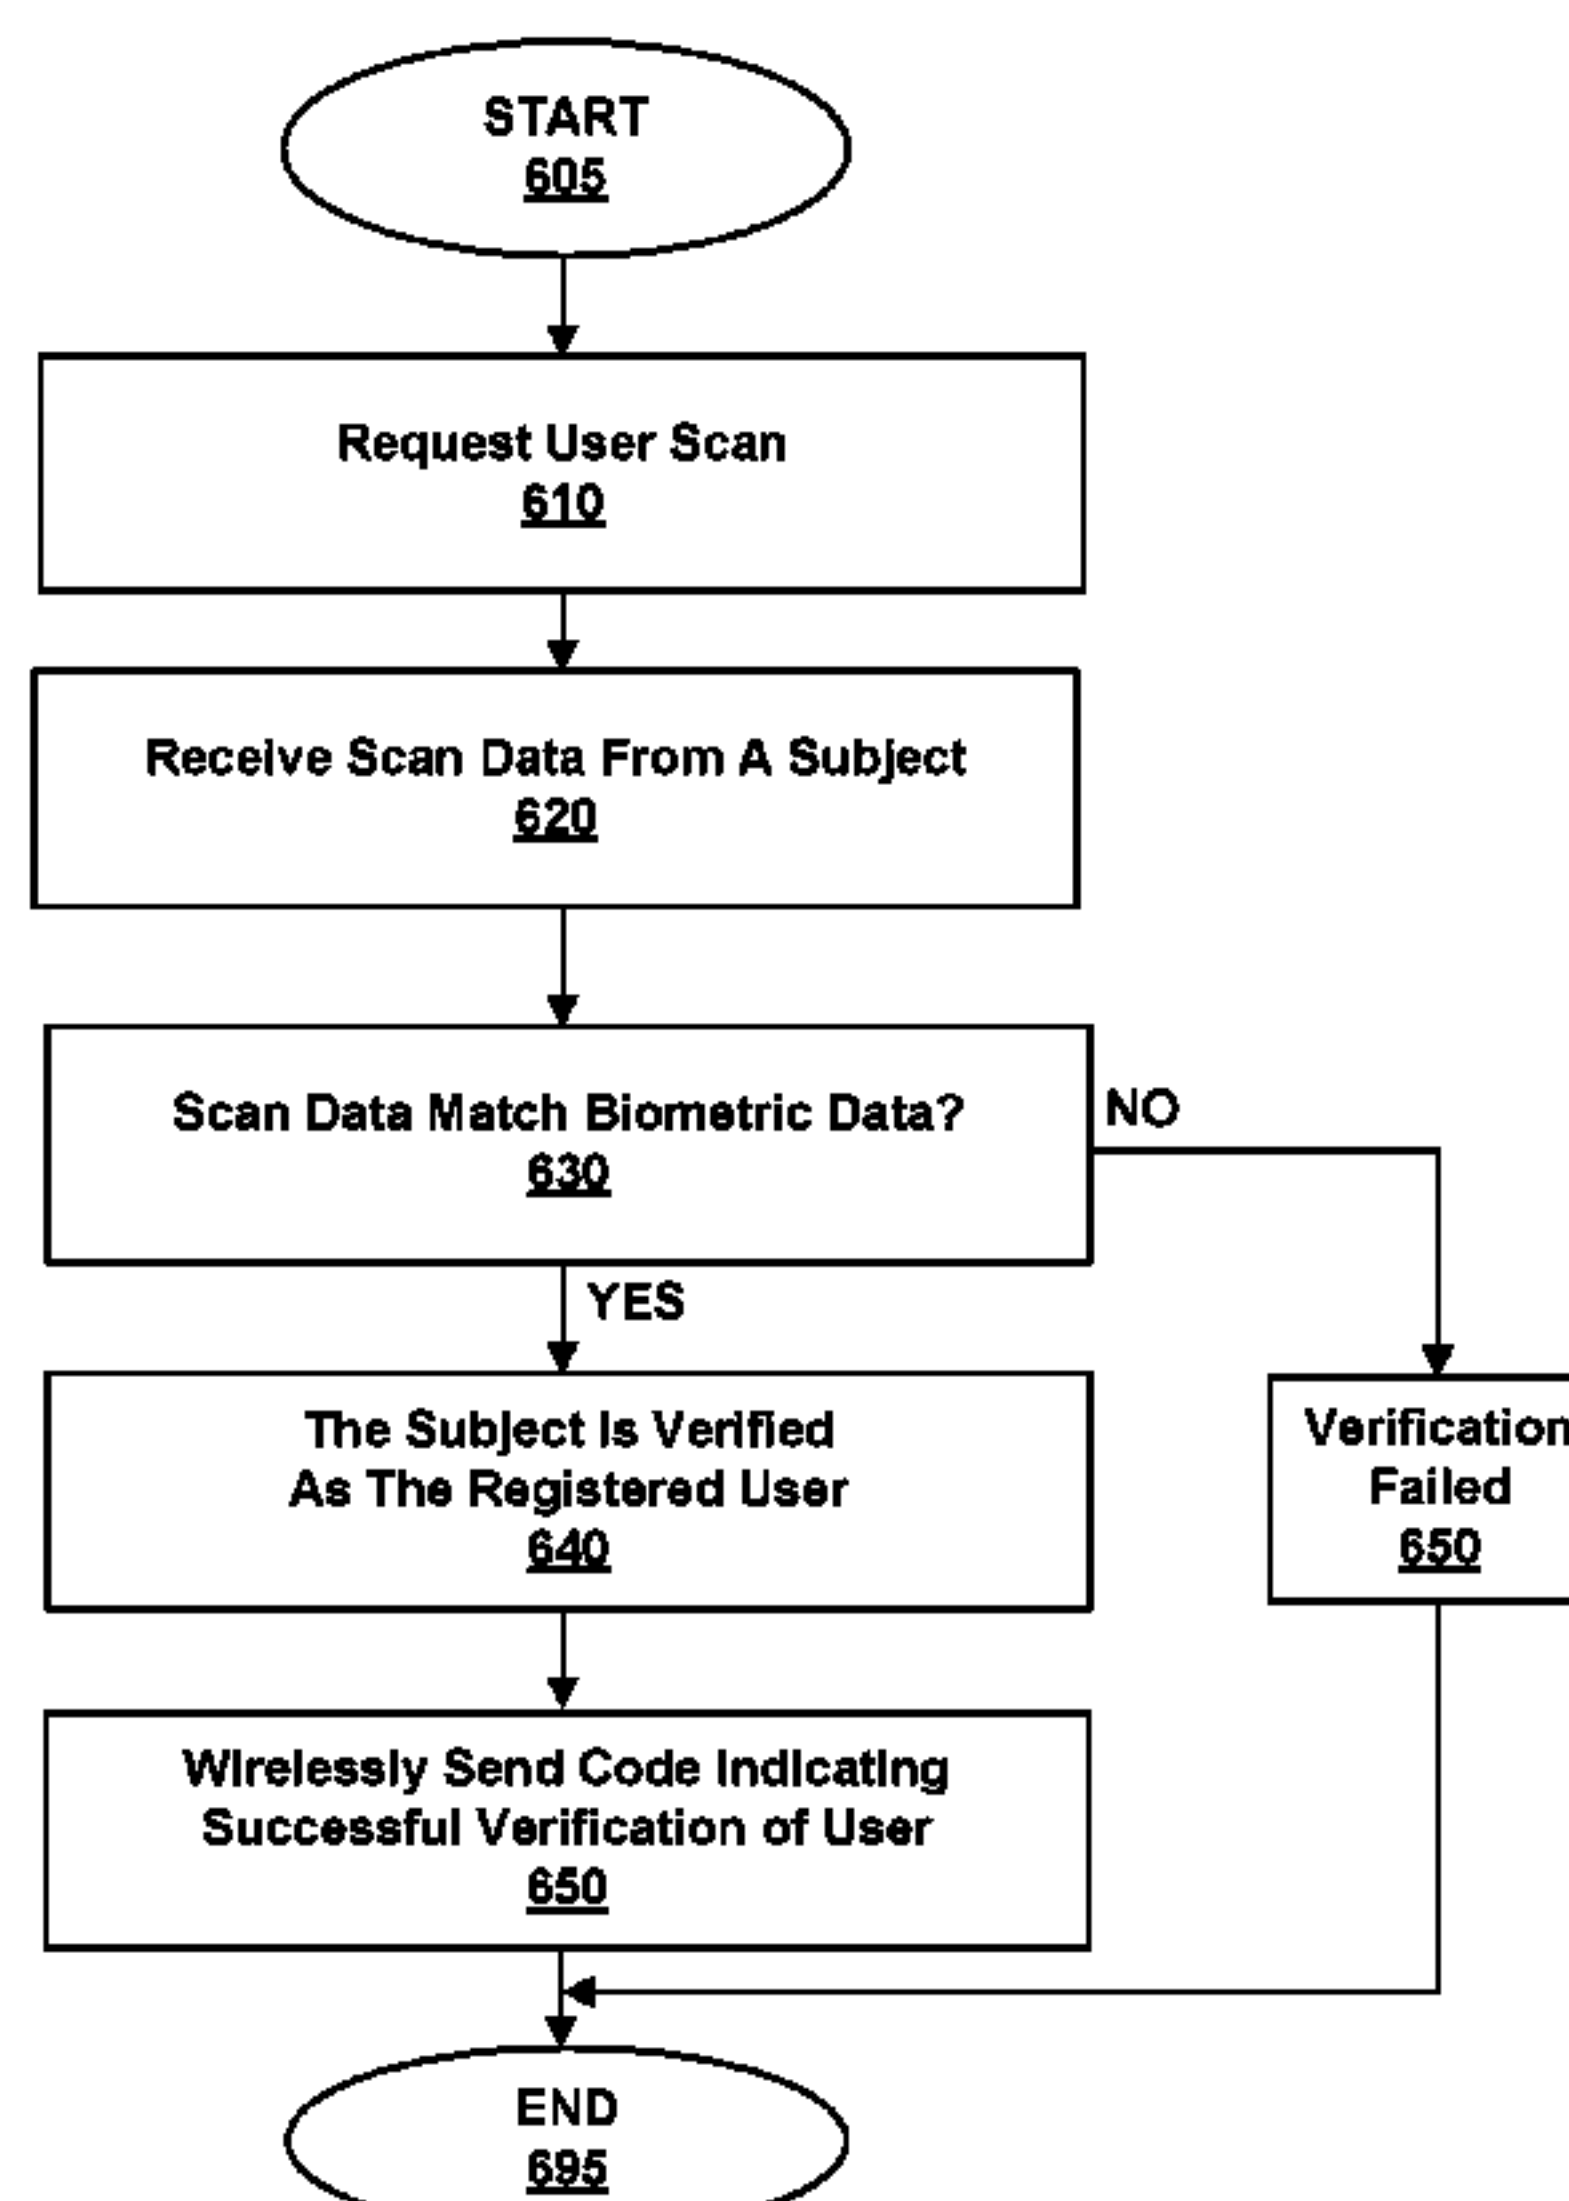 START
605
Request User Scan
610
Receive Scan Data From A Subject
620
Scan Data Match Biometric Data?
630
NO
YES
The Subject Is Verified
As The Registered User
640
Verification
Failed
650
Wirelessly Send Code Indicating
Successful Verification of User
650
END
695